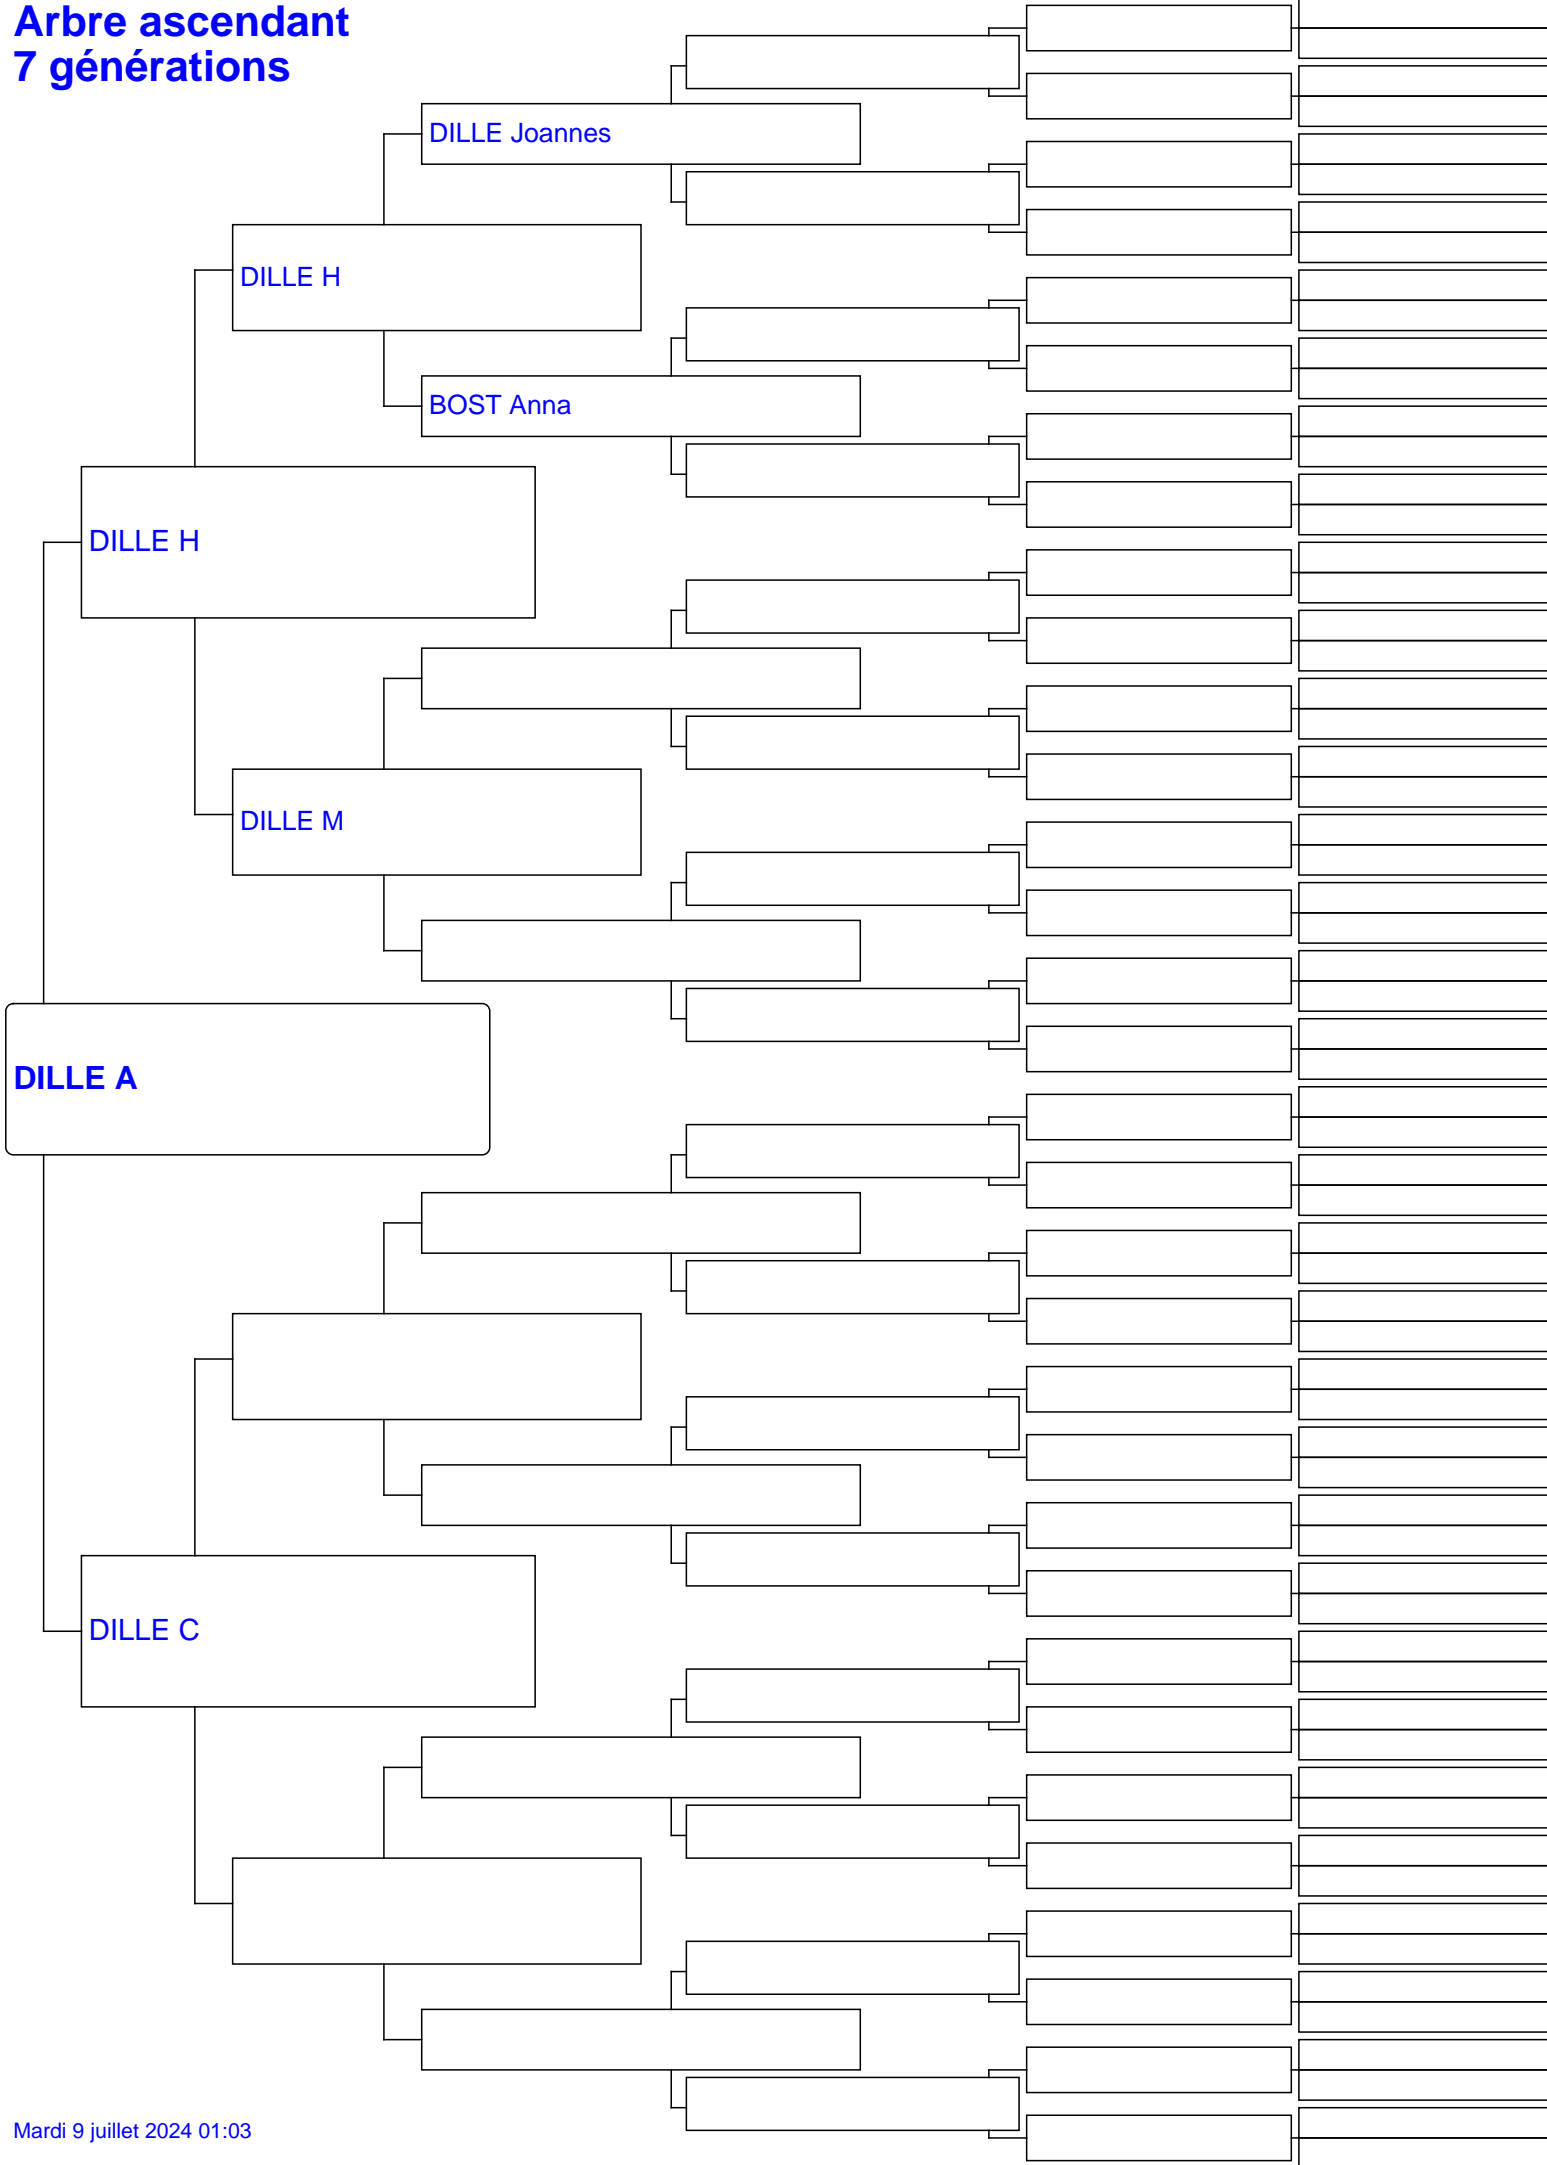 Arbre ascendant
7 générations
DILLE Joannes
DILLE H
BOST Anna
DILLE H
DILLE M
DILLE A
DILLE C
Mardi 9 juillet 2024 01:03